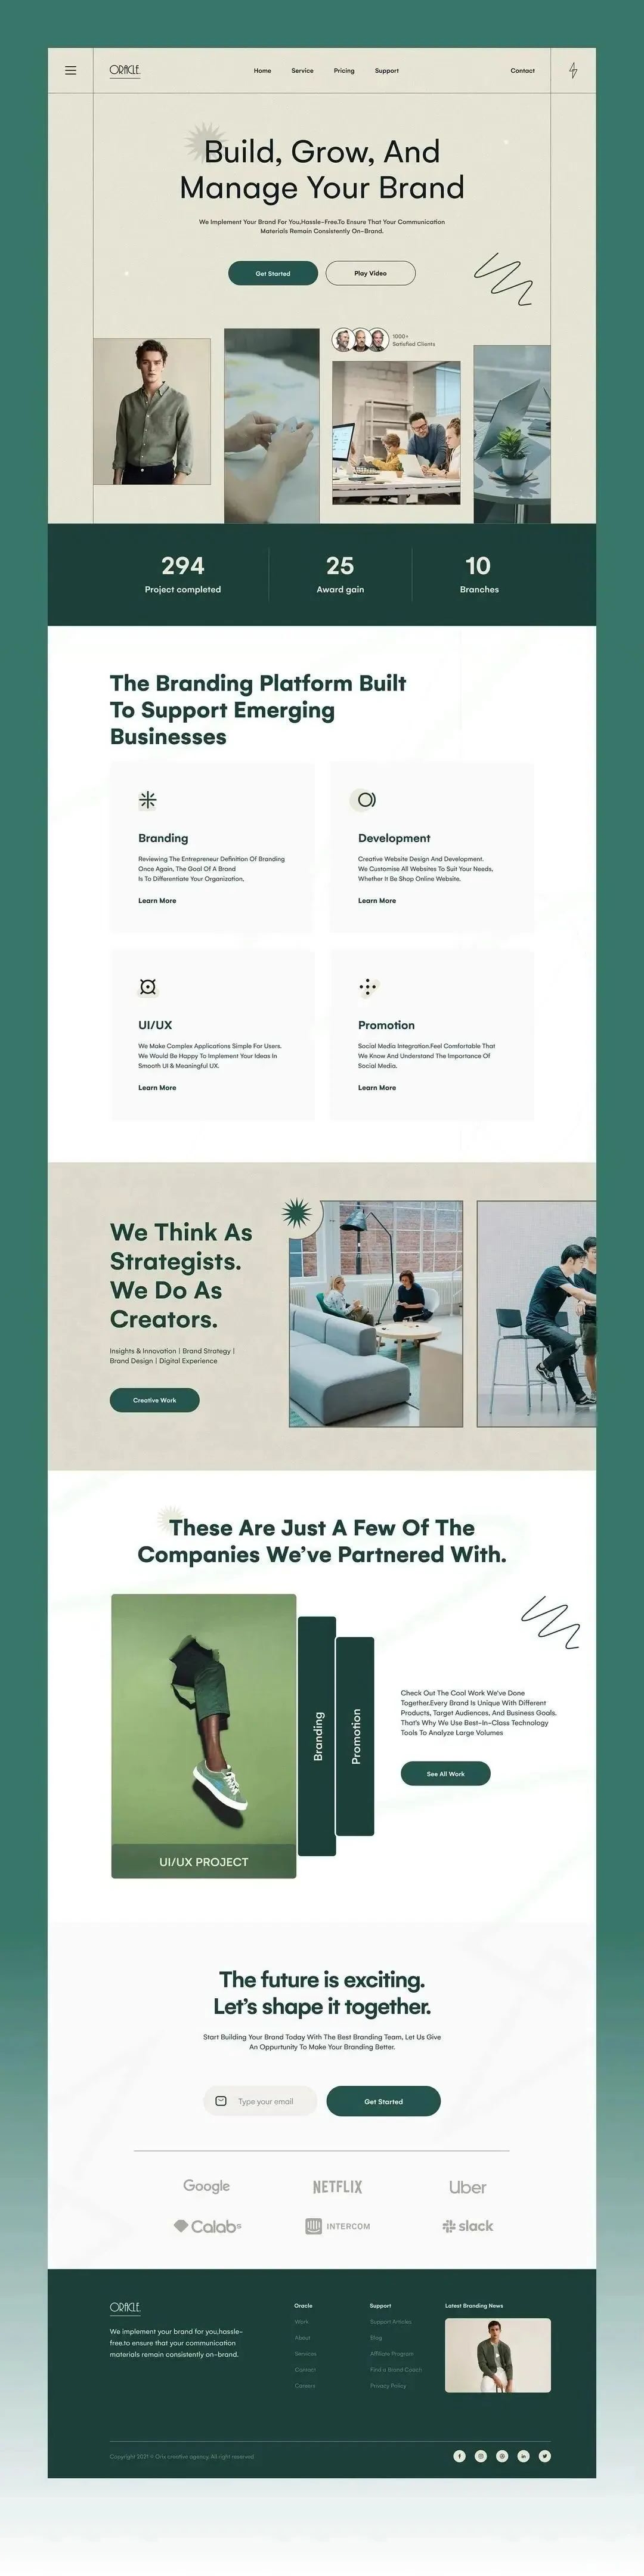 ORACLE.
Home
Service
Pricing
Support
Contact
Build, Grow, And
Manage Your Brand
We Implement Your Brand For You,Hassle-Free.To Ensure That Your Communication
Materials Remain Consistently On-Brand.
Get Started
Play Video
1000+
Satisfied Clients
294
Project completed
25
Award gain
10
Branches
The Branding Platform Built
To Support Emerging
Businesses
Branding
Reviewing The Entrepreneur Definition Of Branding
Once Again, The Goal Of A Brand
Is To Differentiate Your Organization,
Learn More
Development
Creative Website Design And Development.
We Customise All Websites To Suit Your Needs,
Whether It Be Shop Online Website.
Learn More
UI/UX
We Make Complex Applications Simple For Users.
We Would Be Happy To Implement Your Ideas In
Smooth UI & Meaningful UX.
Learn More
Promotion
Social Media Integration.Feel Comfortable That
We Know And Understand The Importance Of
Social Media.
Learn More
We Think As
Strategists.
We Do As
Creators.
Insights & Innovation | Brand Strategy |
Brand Design | Digital Experience
Creative Work
These Are Just A Few Of The
Companies We've Partnered With.
UI/UX PROJECT
Branding
Promotion
Check Out The Cool Work We've Done
Together.Every Brand Is Unique With Different
Products, Target Audiences, And Business Goals.
That's Why We Use Best-In-Class Technology
Tools To Analyze Large Volumes
See All Work
The future is exciting.
Let's shape it together.
Start Building Your Brand Today With The Best Branding Team, Let Us Give
An Oppurtunity To Make Your Branding Better.
Type your email
Get Started
Google
NETFLIX
Uber
Calabs
INTERCOM
slack
ORACLE.
We implement your brand for you,hassle-
free.to ensure that your communication
materials remain consistently on-brand.
Oracle
Work
About
Services
Contact
Careers
Support
Support Articles
Blog
Affiliate Program
Find a Brand Coach
Privacy Policy
Latest Branding News
Copyright 2021 © Orix creative agency. All right reserved.